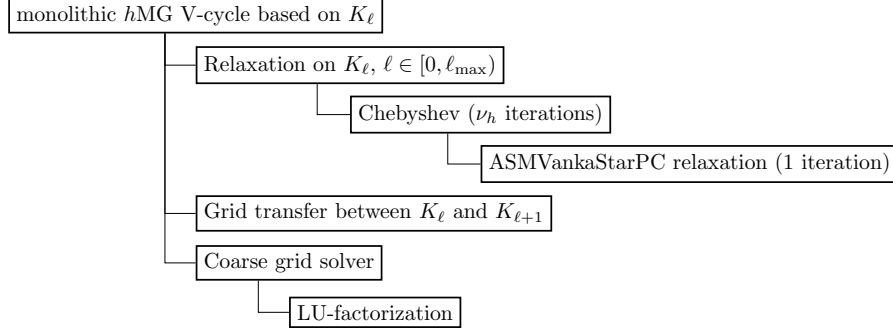 monolithic hMG V-cycle based on K_ℓ
Relaxation on K_ℓ, ℓ ∈ [0, ℓ_max)
Chebyshev (ν_h iterations)
ASMVankaStarPC relaxation (1 iteration)
Grid transfer between K_ℓ and K_{ℓ+1}
Coarse grid solver
LU-factorization